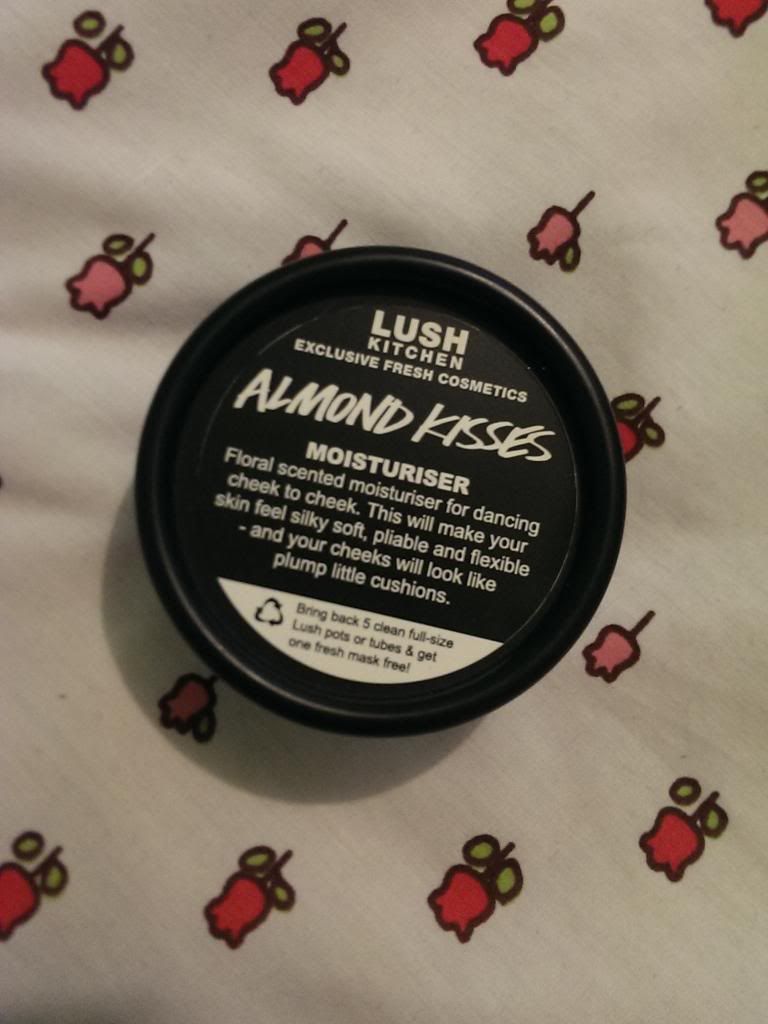 LUSH
KITCHEN
EXCLUSIVE FRESH COSMETICS
ALMOND KISSES
MOISTURISER
Floral scented moisturiser for dancing
cheek to cheek. This will make your
skin feel silky soft, pliable and flexible
- and your cheeks will look like
plump little cushions.
Bring back 5 clean full-size
Lush pots or tubes & get
one fresh mask free!